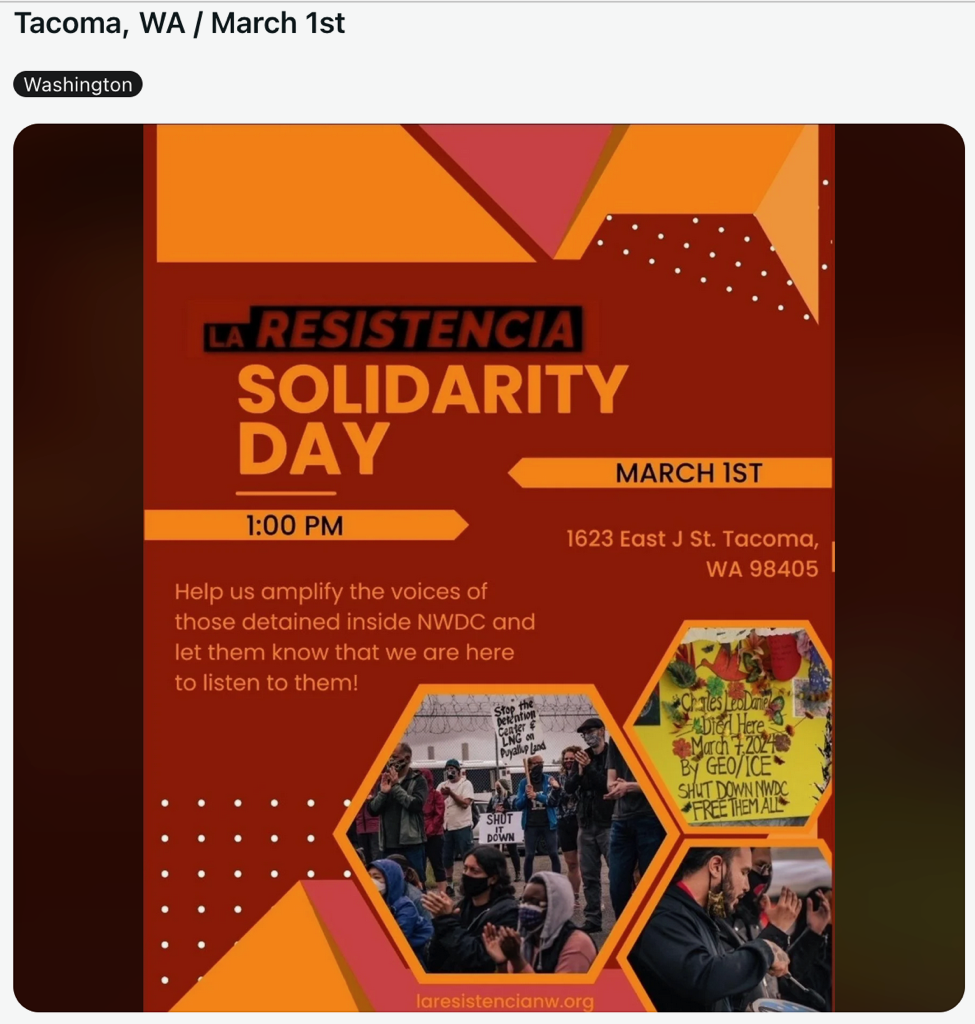 Tacoma, WA / March 1st
Washington
LA RESISTENCIA
SOLIDARITY
DAY
MARCH 1ST
1:00 PM
1623 East J St. Tacoma,
WA 98405
Help us amplify the voices of
those detained inside NWDC and
let them know that we are here
to listen to them!
Stop the
Detention
Center &
LNG on
Puyallup Land
SHUT
IT
DOWN
Charles Leo Daniel
Died Here
March 7, 2024
BY GEO/ICE
SHUT DOWN NWDC
FREE THEM ALL
laresistencianw.org